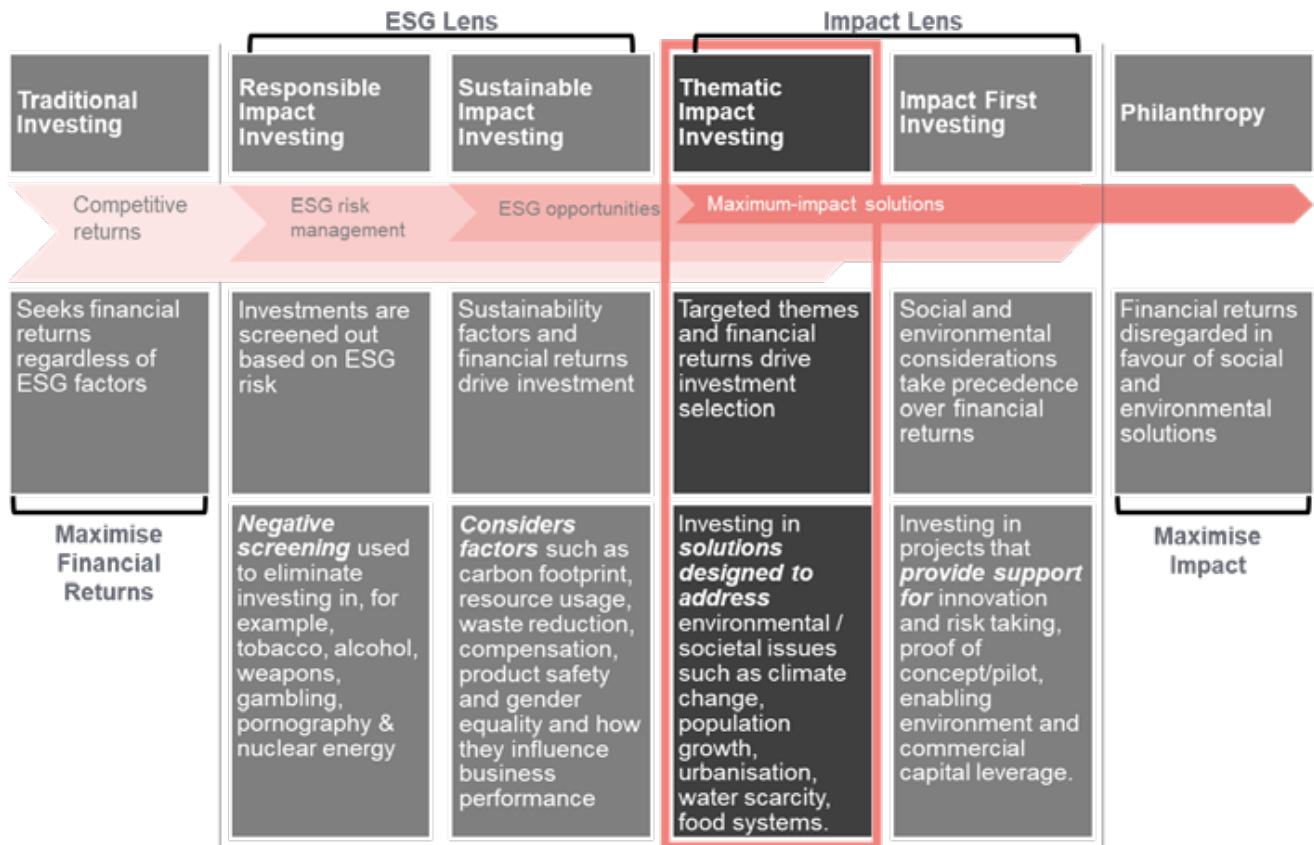 ESG Lens
Impact Lens
Traditional
Investing
Responsible
Impact
Investing
Sustainable
Impact
Investing
Thematic
Impact
Investing
Impact First
Investing
Philanthropy
Competitive
returns
ESG risk
management
ESG opportunities
Maximum-impact solutions
Seeks financial
returns
regardless of
ESG factors
Investments are
screened out
based on ESG
risk
Sustainability
factors and
financial returns
drive investment
Targeted themes
and financial
returns drive
investment
selection
Social and
environmental
considerations
take precedence
over financial
returns
Financial returns
disregarded in
favour of social
and
environmental
solutions
Maximise
Financial
Returns
Negative
screening used
to eliminate
investing in, for
example,
tobacco, alcohol,
weapons,
gambling,
pornography &
nuclear energy
Considers
factors such as
carbon footprint,
resource usage,
waste reduction,
compensation,
product safety
and gender
equality and how
they influence
business
performance
Investing in
solutions
designed to
address
environmental /
societal issues
such as climate
change,
population
growth,
urbanisation,
water scarcity,
food systems.
Investing in
projects that
provide support
for innovation
and risk taking,
proof of
concept/pilot,
enabling
environment and
commercial
capital leverage.
Maximise
Impact